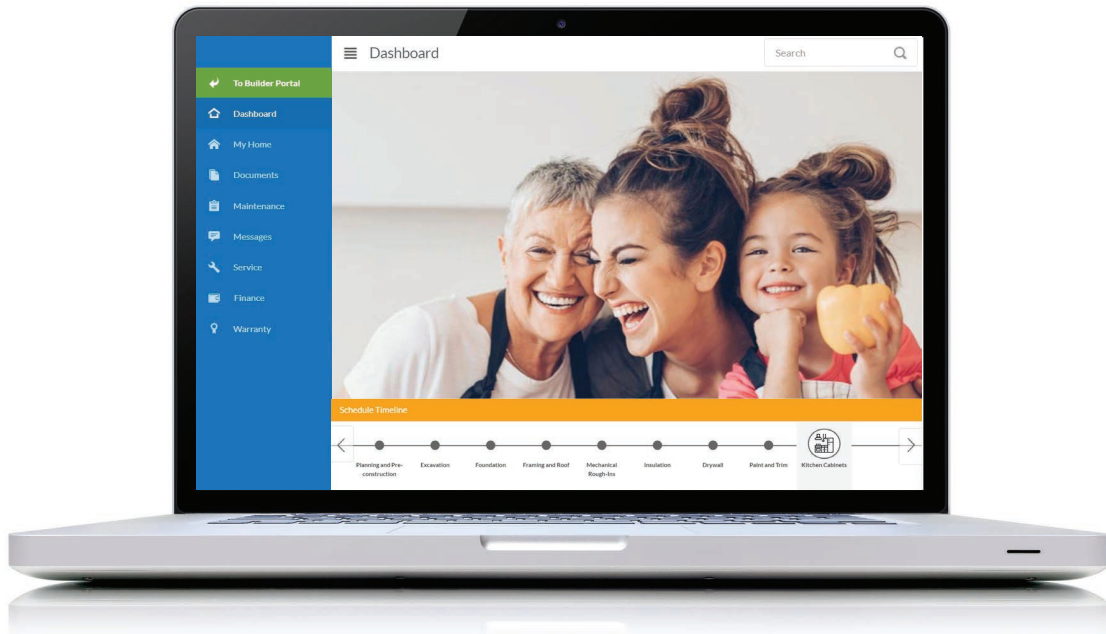 Dashboard
Search
To Builder Portal
Dashboard
My Home
Documents
Maintenance
Messages
Service
Finance
Warranty
Schedule Timeline
Planning and Pre-
construction
Excavation
Foundation
Framing and Roof
Mechanical
Rough-Ins
Insulation
Drywall
Paint and Trim
Kitchen Cabinets